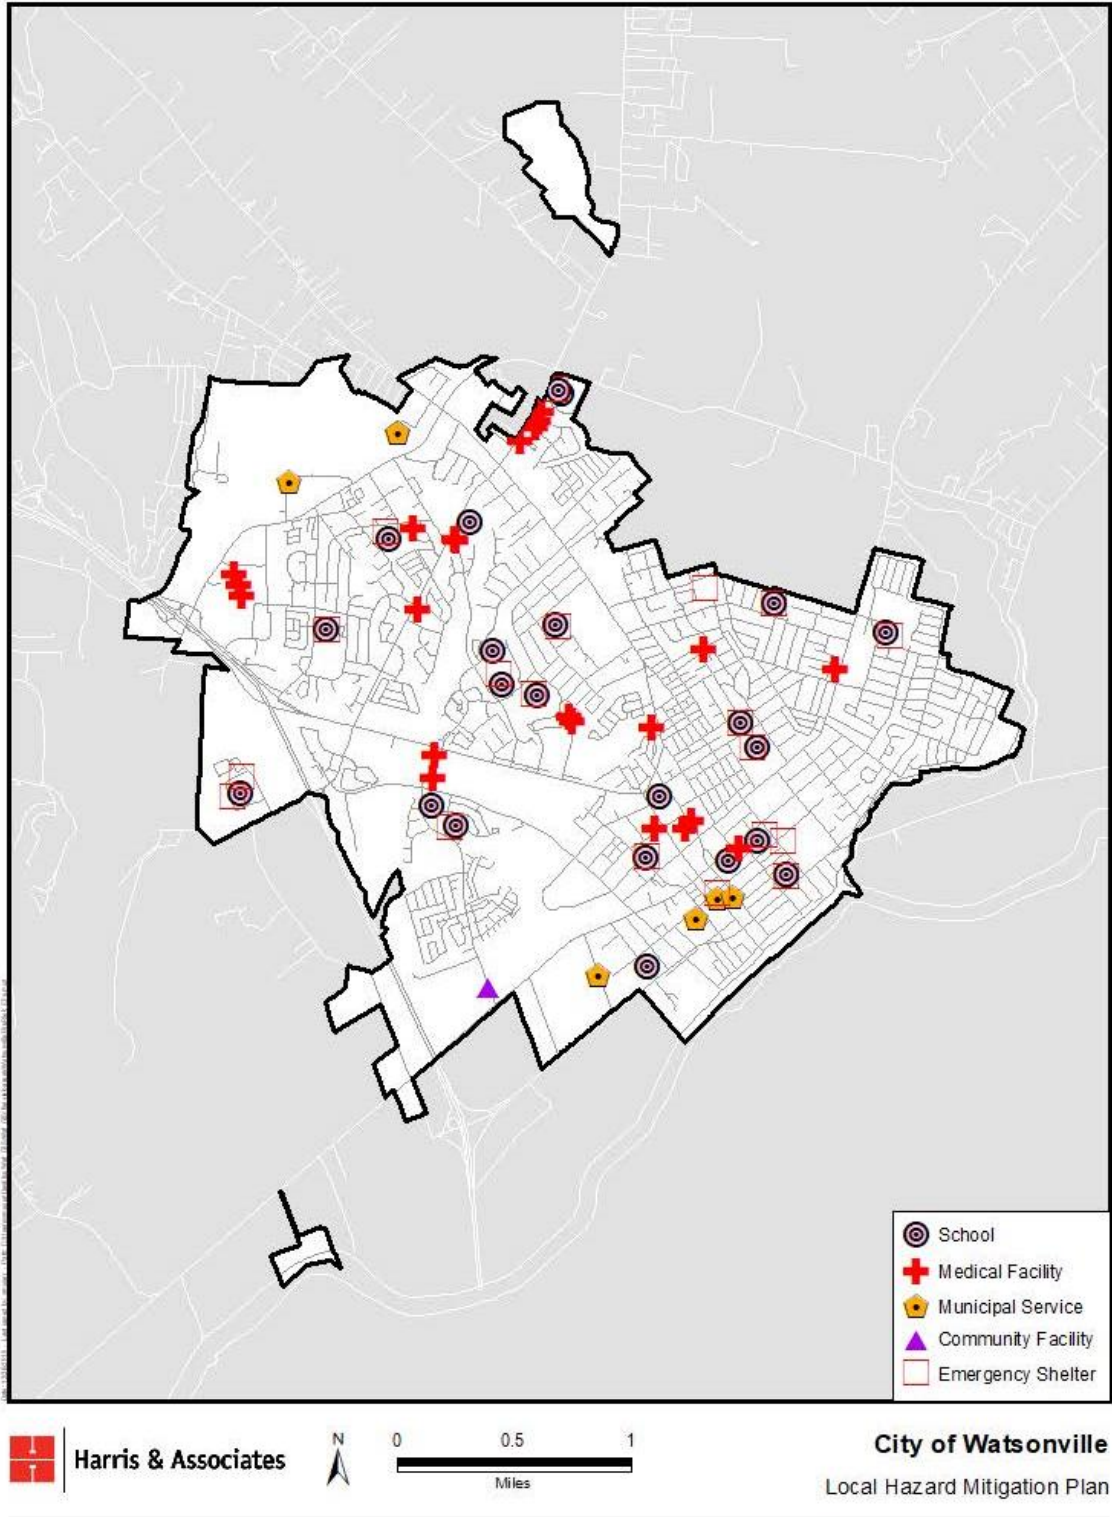 School
Medical Facility
Municipal Service
Community Facility
Emergency Shelter
Harris & Associates
N
0 0.5 1
Miles
City of Watsonville
Local Hazard Mitigation Plan